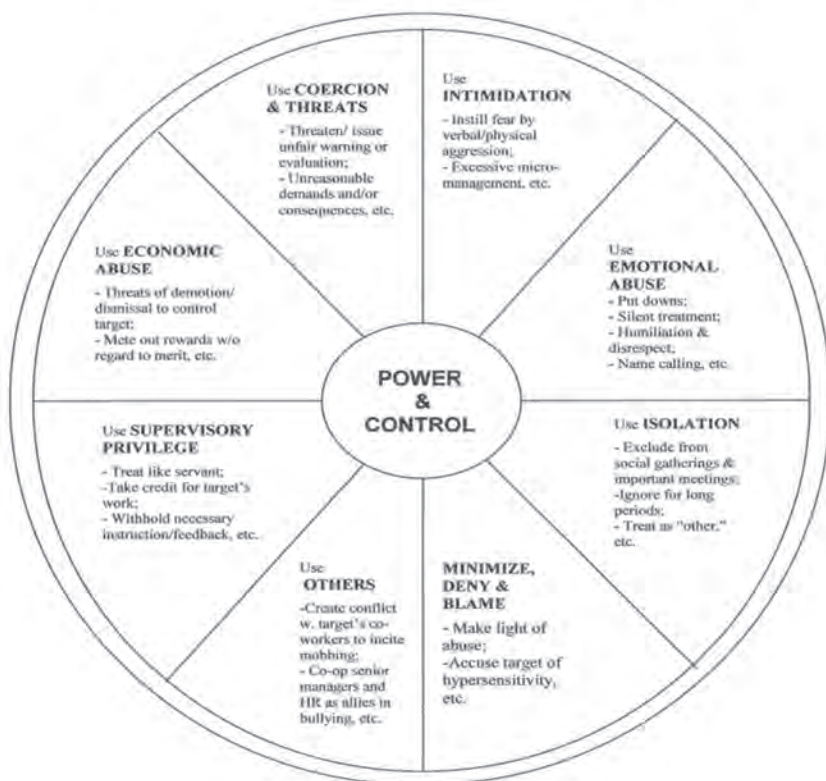 Use COERCION
& THREATS
- Threaten/ issue
unfair warning or
evaluation;
- Unreasonable
demands and/or
consequences, etc.
Use
INTIMIDATION
- Instill fear by
verbal/physical
aggression;
- Excessive micro-
management, etc.
Use
EMOTIONAL
ABUSE
- Put downs;
- Silent treatment;
- Humiliation &
disrespect;
- Name calling, etc.
Use ISOLATION
- Exclude from
social gatherings &
important meetings;
-Ignore for long
periods;
- Treat as "other,"
etc.
MINIMIZE,
DENY &
BLAME
- Make light of
abuse;
-Accuse target of
hypersensitivity,
etc.
Use
OTHERS
-Create conflict
w. target's co-
workers to incite
mobbing;
- Co-op senior
managers and
HR as allies in
bullying, etc.
Use SUPERVISORY
PRIVILEGE
- Treat like servant;
-Take credit for target's
work;
- Withhold necessary
instruction/feedback, etc.
Use ECONOMIC
ABUSE
- Threats of demotion/
dismissal to control
target;
- Mete out rewards w/o
regard to merit, etc.
POWER
&
CONTROL